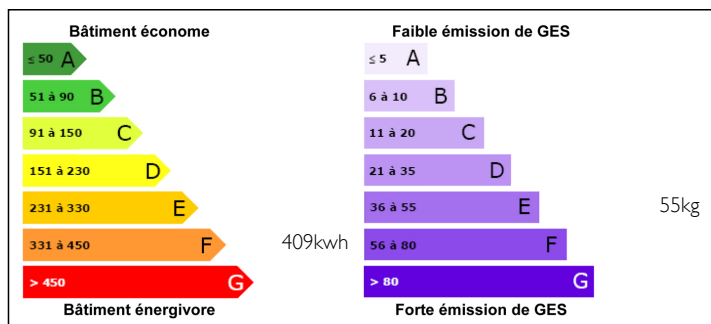 Bâtiment économe
≤ 50 A
51 à 90 B
91 à 150 C
151 à 230 D
231 à 330 E
331 à 450 F
409kwh
> 450 G
Bâtiment énergivore
Faible émission de GES
≤ 5 A
6 à 10 B
11 à 20 C
21 à 35 D
36 à 55 E
55kg
56 à 80 F
> 80 G
Forte émission de GES